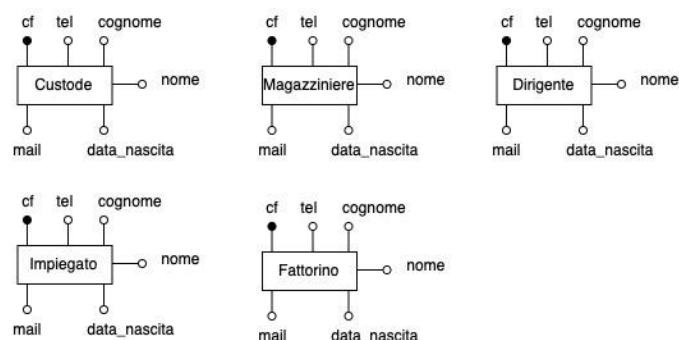 cf tel cognome
Custode
nome
mail data_nascita
cf tel cognome
Magazziniere
nome
mail data_nascita
cf tel cognome
Dirigente
nome
mail data_nascita
cf tel cognome
Impiegato
nome
mail data_nascita
cf tel cognome
Fattorino
nome
mail data_nascita